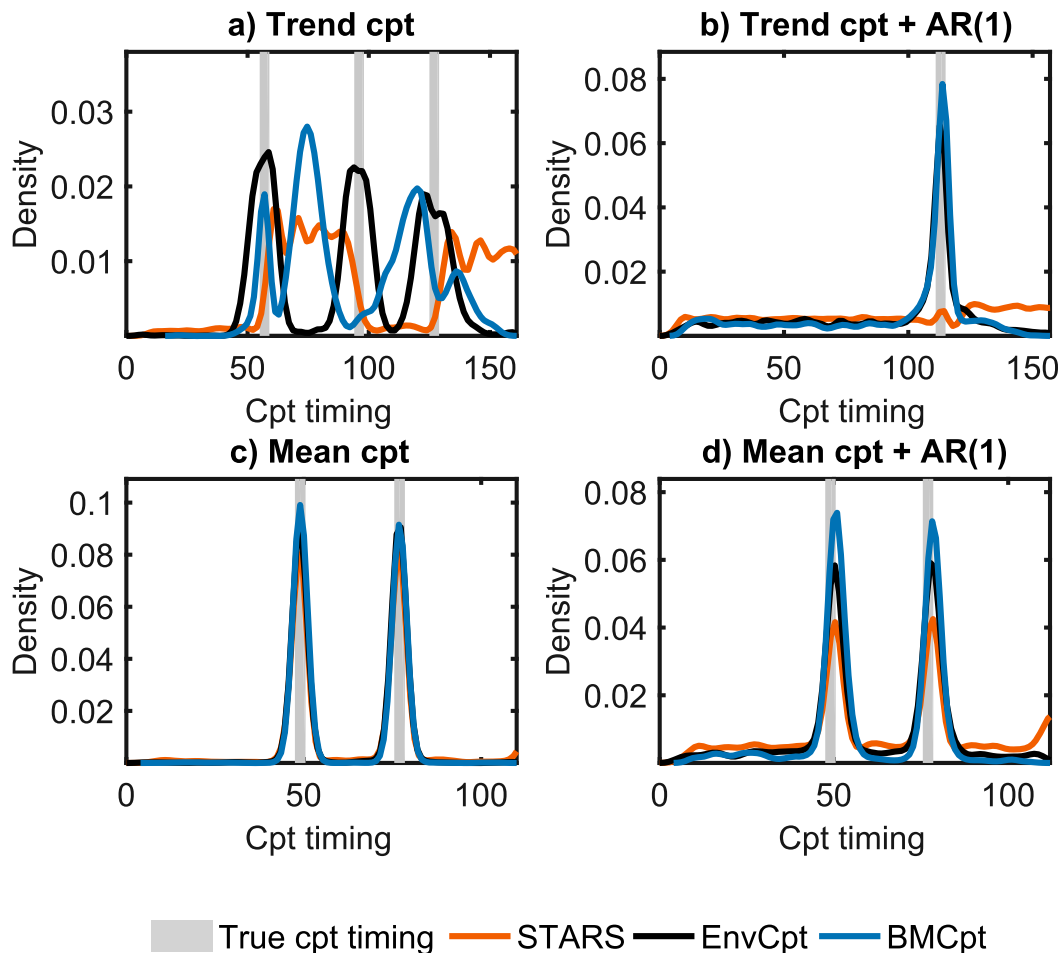 a) Trend cpt
0.03
0.02
0.01
Density
0 50 100 150
Cpt timing
b) Trend cpt + AR(1)
0.08
0.06
0.04
0.02
Density
0 50 100 150
Cpt timing
c) Mean cpt
0.1
0.08
0.06
0.04
0.02
Density
0 50 100
Cpt timing
d) Mean cpt + AR(1)
0.08
0.06
0.04
0.02
Density
0 50 100
Cpt timing
True cpt timing STARS EnvCpt BMCpt